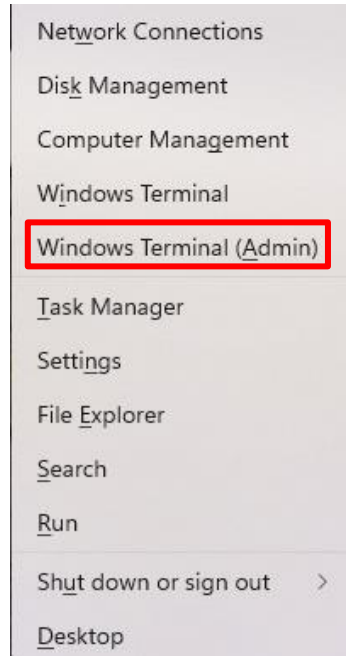 Network Connections
Disk Management
Computer Management
Windows Terminal
Windows Terminal (Admin)
Task Manager
Settings
File Explorer
Search
Run
Shut down or sign out
Desktop